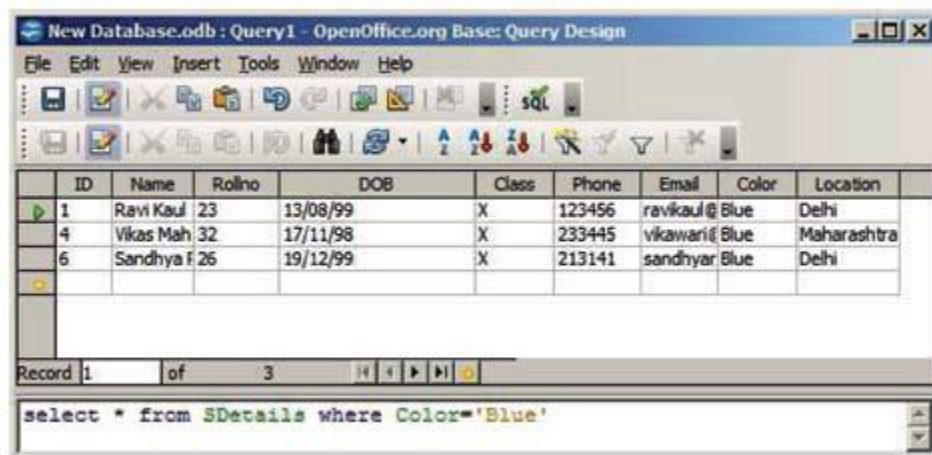 New Database.odb : Query1 - OpenOffice.org Base: Query Design
File Edit View Insert Tools Window Help
SQL
ID Name Rollno DOB Class Phone Email Color Location
1 Ravi Kaul 23 13/08/99 X 123456 ravikaul@ Blue Delhi
4 Vikas Mah 32 17/11/98 X 233445 vikawari@ Blue Maharashtra
6 Sandhya 26 19/12/99 X 213141 sandhyar Blue Delhi
Record 1 of 3
select * from SDetails where Color='Blue'